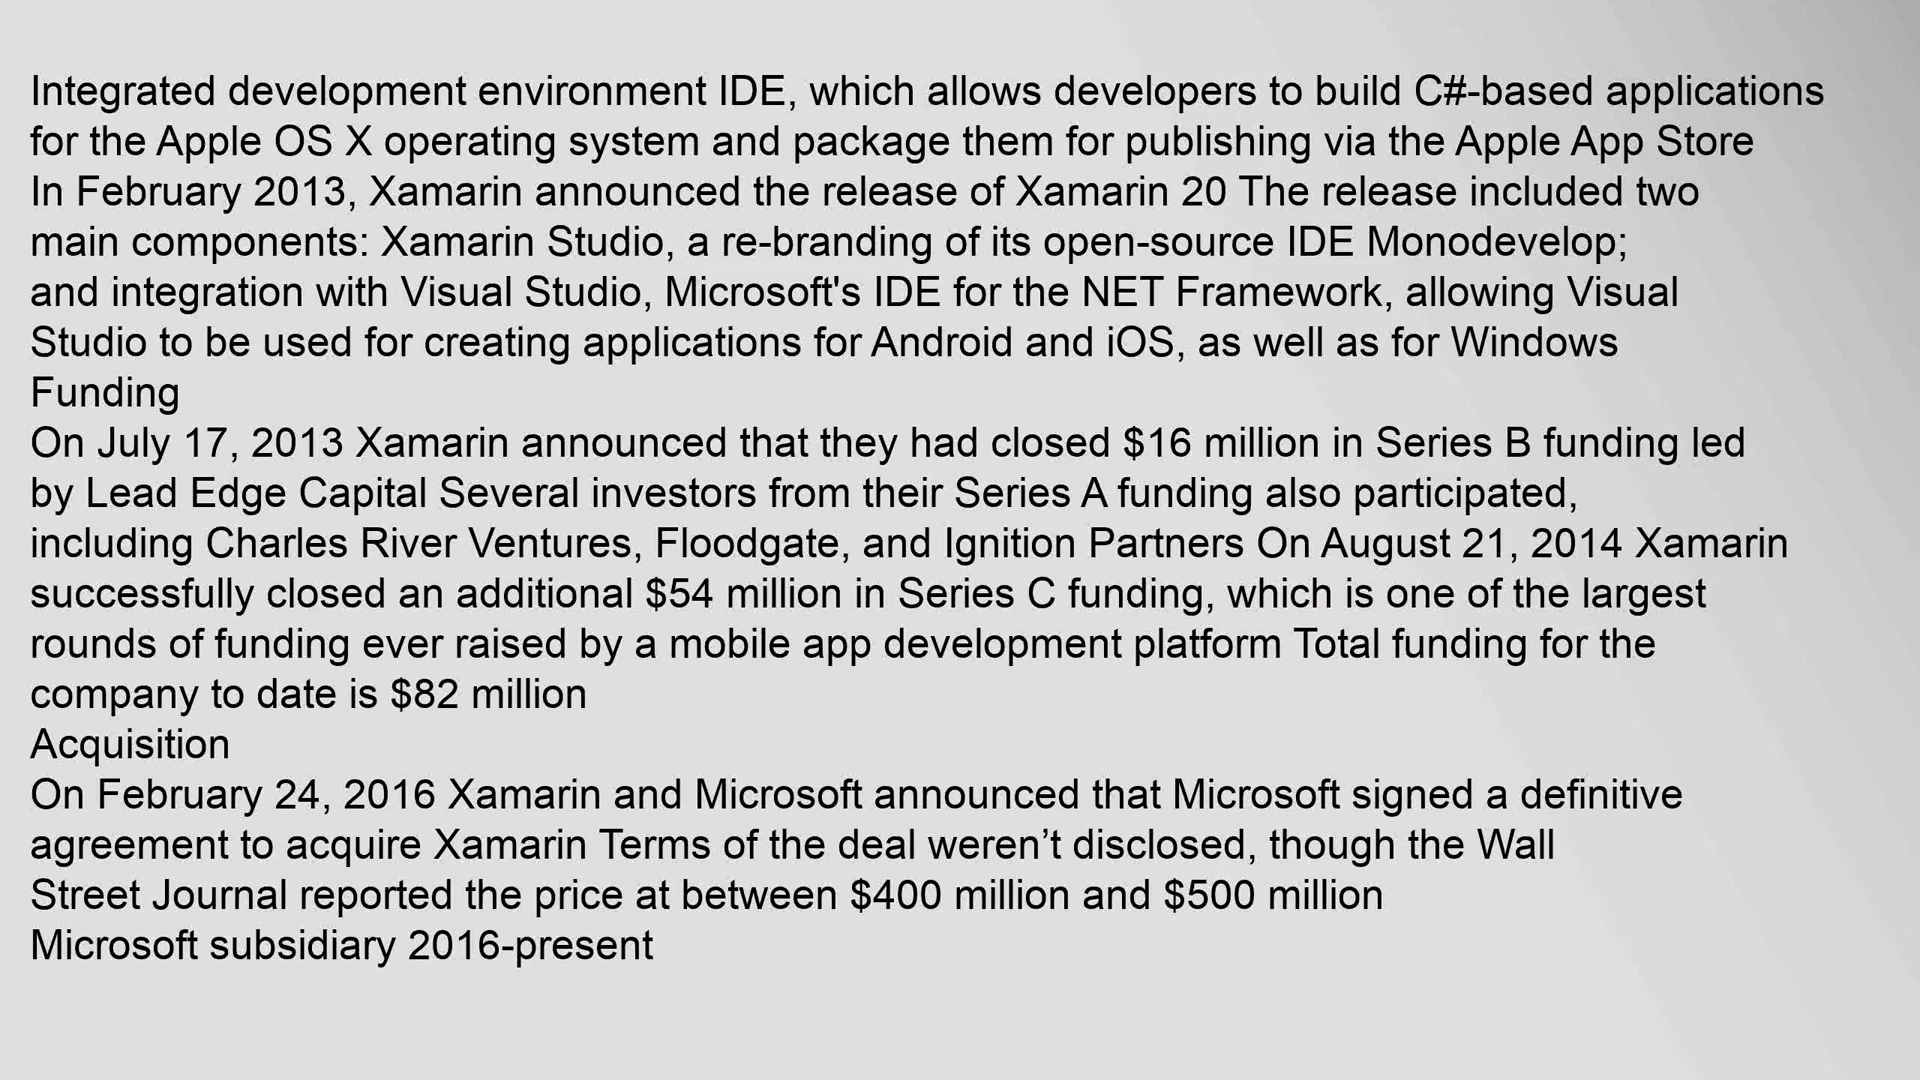 Integrated development environment IDE, which allows developers to build C#-based applications
for the Apple OS X operating system and package them for publishing via the Apple App Store
In February 2013, Xamarin announced the release of Xamarin 20 The release included two
main components: Xamarin Studio, a re-branding of its open-source IDE Monodevelop;
and integration with Visual Studio, Microsoft's IDE for the NET Framework, allowing Visual
Studio to be used for creating applications for Android and iOS, as well as for Windows
Funding
On July 17, 2013 Xamarin announced that they had closed $16 million in Series B funding led
by Lead Edge Capital Several investors from their Series A funding also participated,
including Charles River Ventures, Floodgate, and Ignition Partners On August 21, 2014 Xamarin
successfully closed an additional $54 million in Series C funding, which is one of the largest
rounds of funding ever raised by a mobile app development platform Total funding for the
company to date is $82 million
Acquisition
On February 24, 2016 Xamarin and Microsoft announced that Microsoft signed a definitive
agreement to acquire Xamarin Terms of the deal weren’t disclosed, though the Wall
Street Journal reported the price at between $400 million and $500 million
Microsoft subsidiary 2016-present